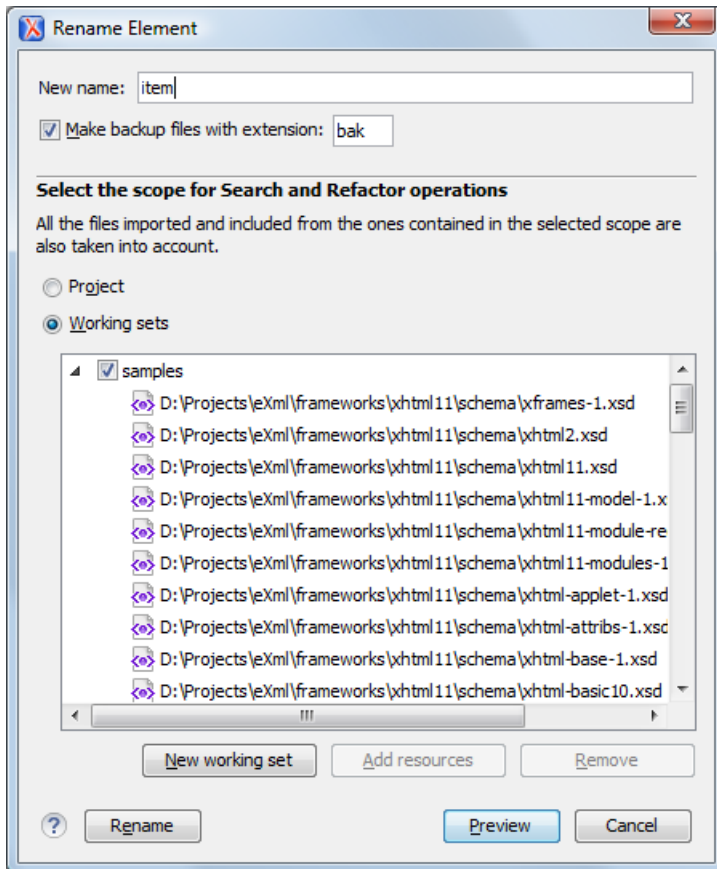 Rename Element
New name: item
Make backup files with extension: bak
Select the scope for Search and Refactor operations
All the files imported and included from the ones contained in the selected scope are
also taken into account.
Project
Working sets
samples
D:\Projects\eXml\frameworks\xhtml11\schema\xframes-1.xsd
D:\Projects\eXml\frameworks\xhtml11\schema\xhtml2.xsd
D:\Projects\eXml\frameworks\xhtml11\schema\xhtml11.xsd
D:\Projects\eXml\frameworks\xhtml11\schema\xhtml11-model-1.x
D:\Projects\eXml\frameworks\xhtml11\schema\xhtml11-module-re
D:\Projects\eXml\frameworks\xhtml11\schema\xhtml11-modules-1
D:\Projects\eXml\frameworks\xhtml11\schema\xhtml-applet-1.xsd
D:\Projects\eXml\frameworks\xhtml11\schema\xhtml-attribs-1.xsd
D:\Projects\eXml\frameworks\xhtml11\schema\xhtml-base-1.xsd
D:\Projects\eXml\frameworks\xhtml11\schema\xhtml-basic10.xsd
New working set Add resources Remove
? Rename Preview Cancel